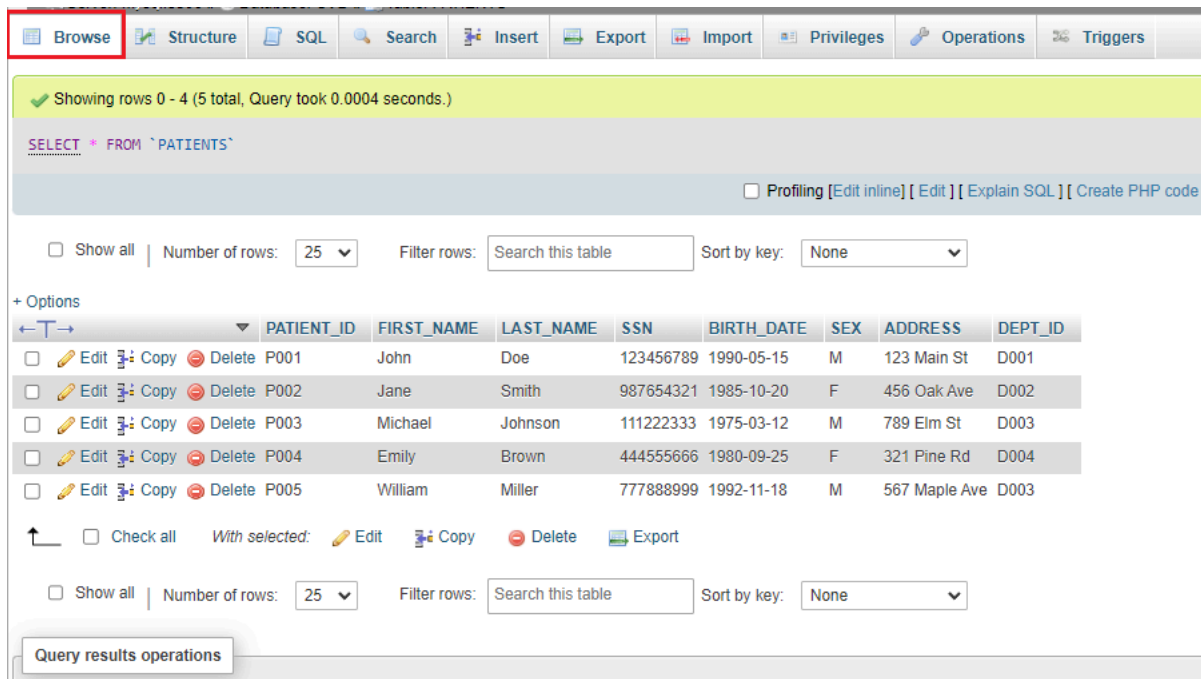 Browse Structure SQL Search Insert Export Import Privileges Operations Triggers
Showing rows 0 - 4 (5 total, Query took 0.0004 seconds.)
SELECT * FROM `PATIENTS`
Profiling [Edit inline] [ Edit ] [ Explain SQL ] [ Create PHP code
Show all | Number of rows: 25 Filter rows: Search this table Sort by key: None
+ Options
←T→ ▼ PATIENT_ID FIRST_NAME LAST_NAME SSN BIRTH_DATE SEX ADDRESS DEPT_ID
Edit Copy Delete P001 John Doe 123456789 1990-05-15 M 123 Main St D001
Edit Copy Delete P002 Jane Smith 987654321 1985-10-20 F 456 Oak Ave D002
Edit Copy Delete P003 Michael Johnson 111222333 1975-03-12 M 789 Elm St D003
Edit Copy Delete P004 Emily Brown 444555666 1980-09-25 F 321 Pine Rd D004
Edit Copy Delete P005 William Miller 777888999 1992-11-18 M 567 Maple Ave D003
Check all With selected: Edit Copy Delete Export
Show all | Number of rows: 25 Filter rows: Search this table Sort by key: None
Query results operations